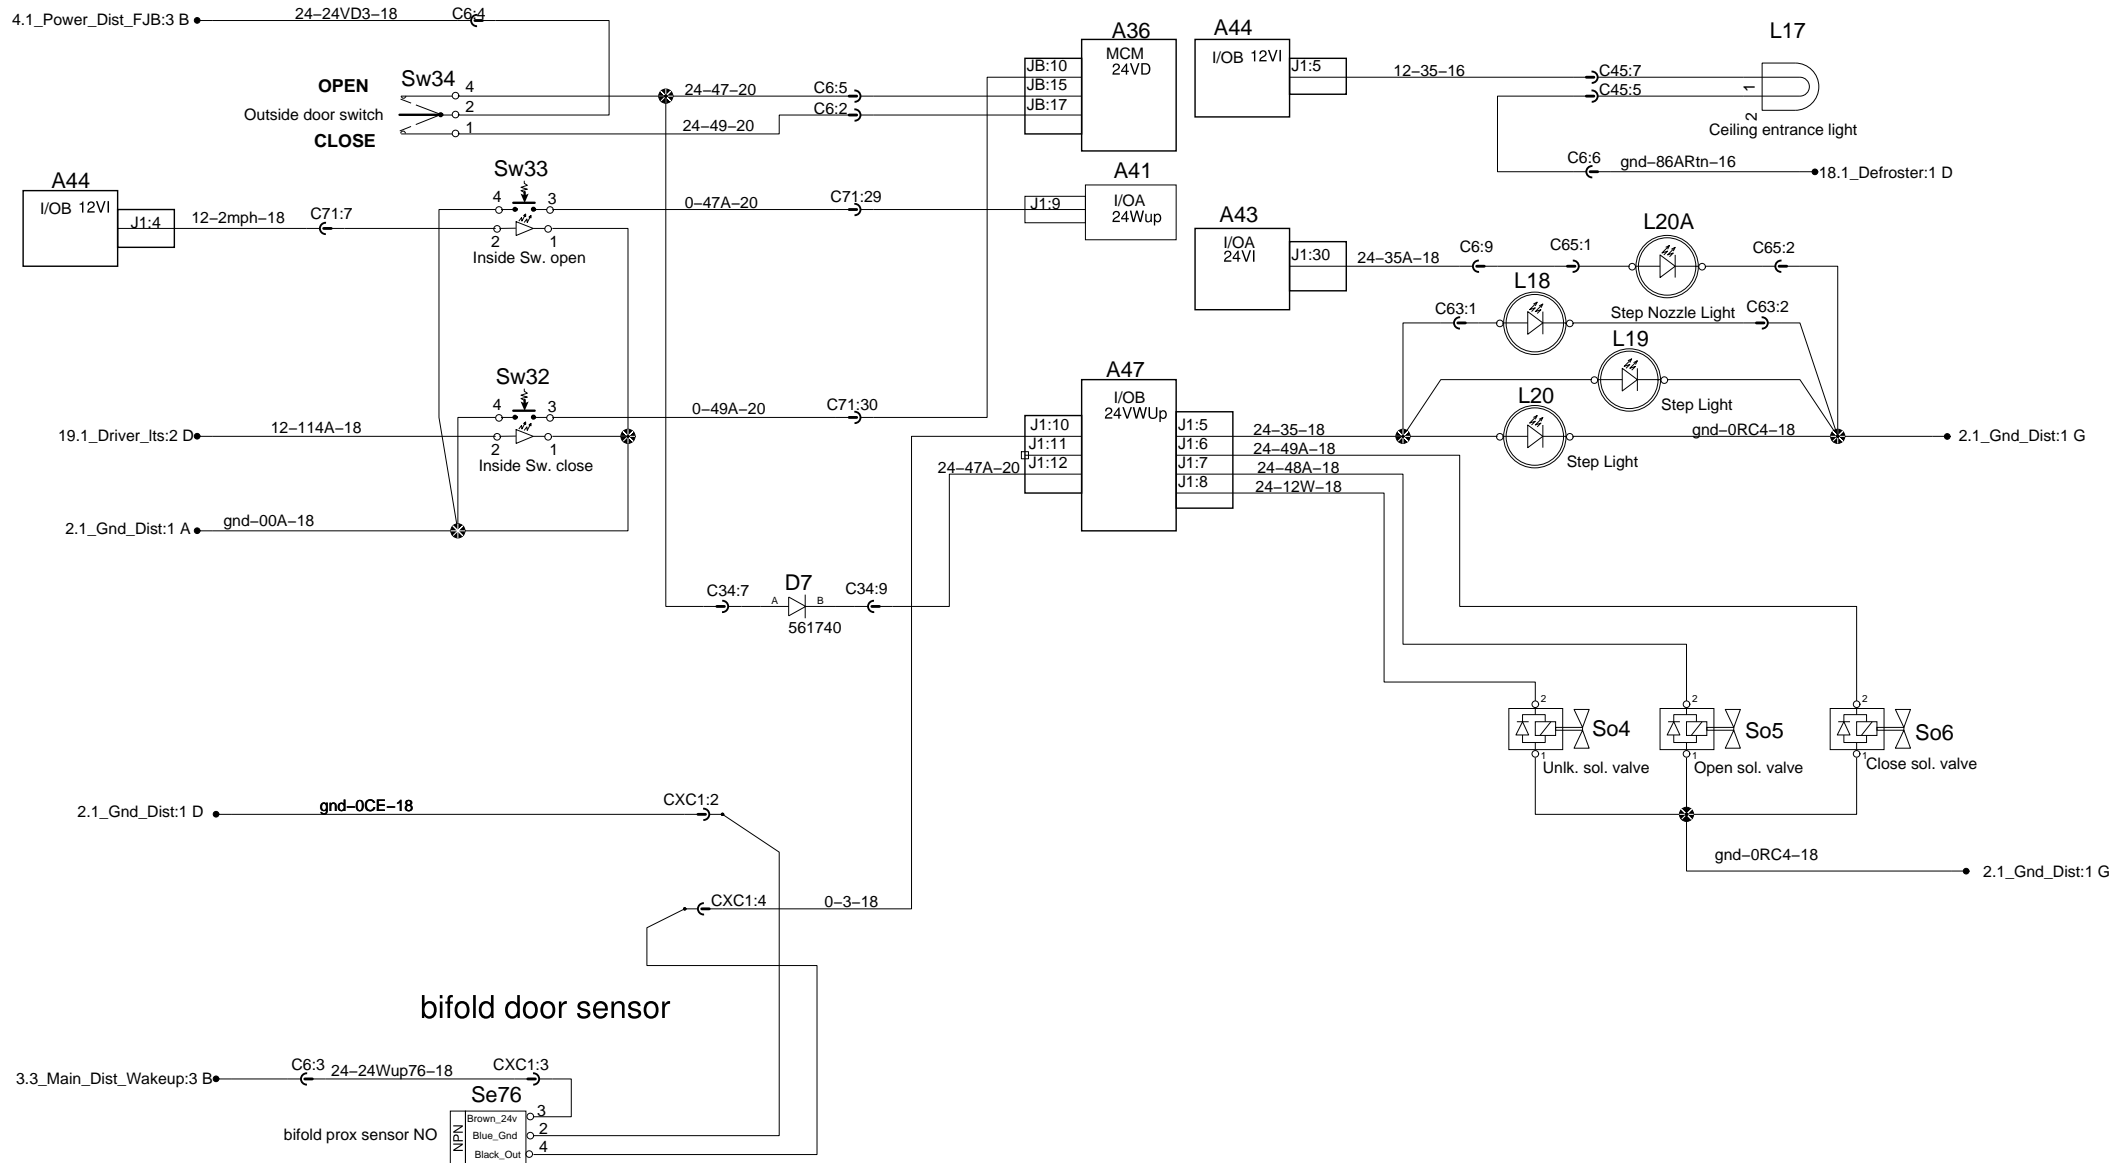 4.1_Power_Dist_FJB:3 B
24-24VD3-18
C6:4
OPEN
Sw34
4
Outside door switch
2
CLOSE
1
24-47-20
C6:5
24-49-20
C6:2
A36
MCM
24VD
JB:10
JB:15
JB:17
A44
I/OB 12VI
J1:5
12-35-16
C45:7
C45:5
L17
1
2
Ceiling entrance light
C6:6
gnd-86ARtn-16
18.1_Defroster:1 D
A44
I/OB 12VI
J1:4
12-2mph-18
C71:7
Sw33
4
3
2
1
Inside Sw. open
0-47A-20
C71:29
A41
J1:9
I/OA
24Wup
A43
I/OA
24VI
J1:30
24-35A-18
C6:9
C65:1
L20A
C65:2
L18
C63:1
Step Nozzle Light
C63:2
L19
Step Light
L20
Step Light
gnd-0RC4-18
2.1_Gnd_Dist:1 G
Sw32
4
3
2
1
Inside Sw. close
0-49A-20
C71:30
19.1_Driver_lts:2 D
12-114A-18
2.1_Gnd_Dist:1 A
gnd-00A-18
A47
I/OB
24VWUp
J1:10
J1:11
J1:12
24-47A-20
J1:5
J1:6
J1:7
J1:8
24-35-18
24-49A-18
24-48A-18
24-12W-18
C34:7
D7
A
B
561740
C34:9
2
So4
1
Unlk. sol. valve
2
So5
1
Open sol. valve
2
So6
1
Close sol. valve
gnd-0RC4-18
2.1_Gnd_Dist:1 G
2.1_Gnd_Dist:1 D
gnd-0CE-18
CXC1:2
CXC1:4
0-3-18
bifold door sensor
3.3_Main_Dist_Wakeup:3 B
C6:3
24-24Wup76-18
CXC1:3
Se76
bifold prox sensor NO
NPN
Brown_24v
3
Blue_Gnd
2
Black_Out
4